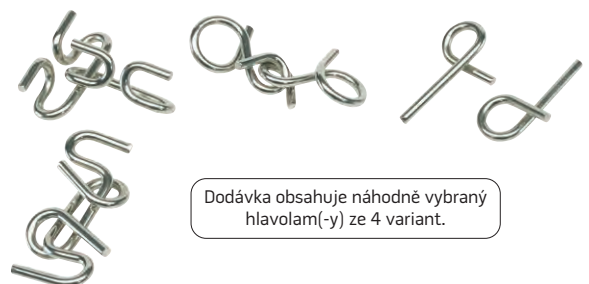 Dodávka obsahuje náhodně vybraný
hlavolam(-y) ze 4 variant.